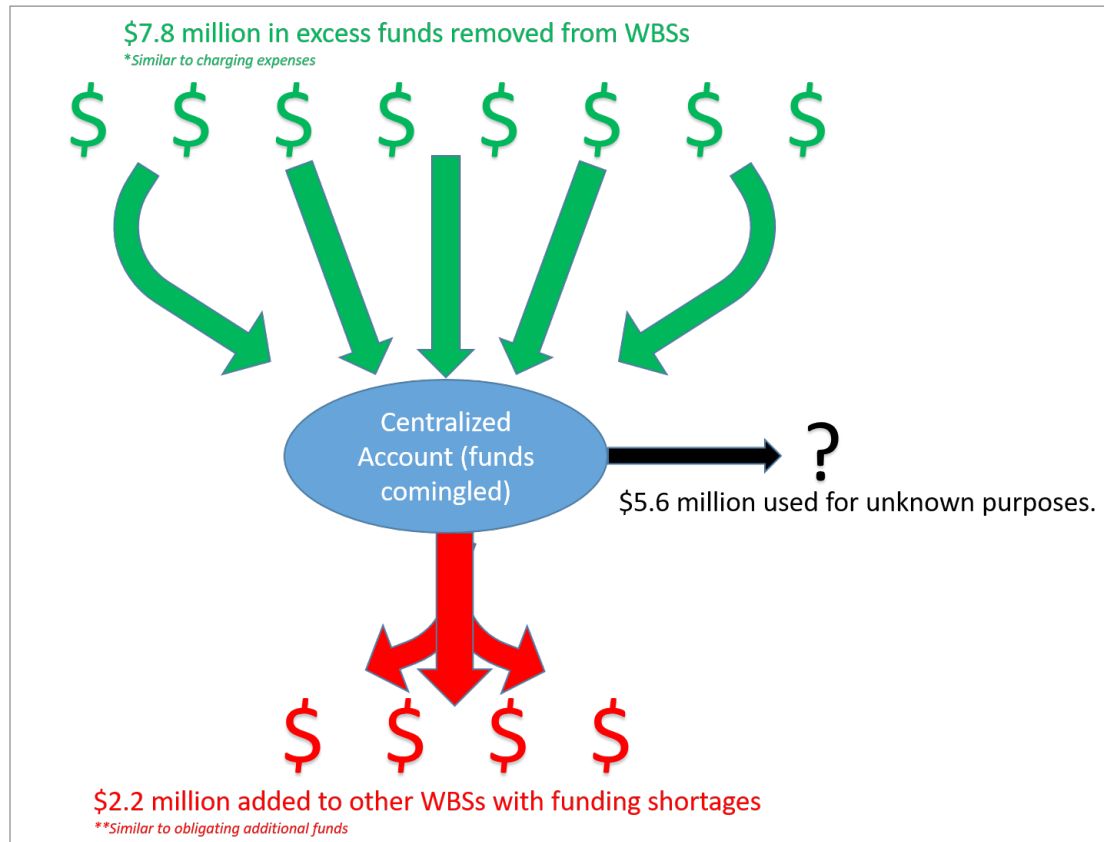 $7.8 million in excess funds removed from WBSs
*Similar to charging expenses
$ $ $ $ $ $ $ $
Centralized
Account (funds
comingled)
?
$5.6 million used for unknown purposes.
$ $ $ $
$2.2 million added to other WBSs with funding shortages
**Similar to obligating additional funds